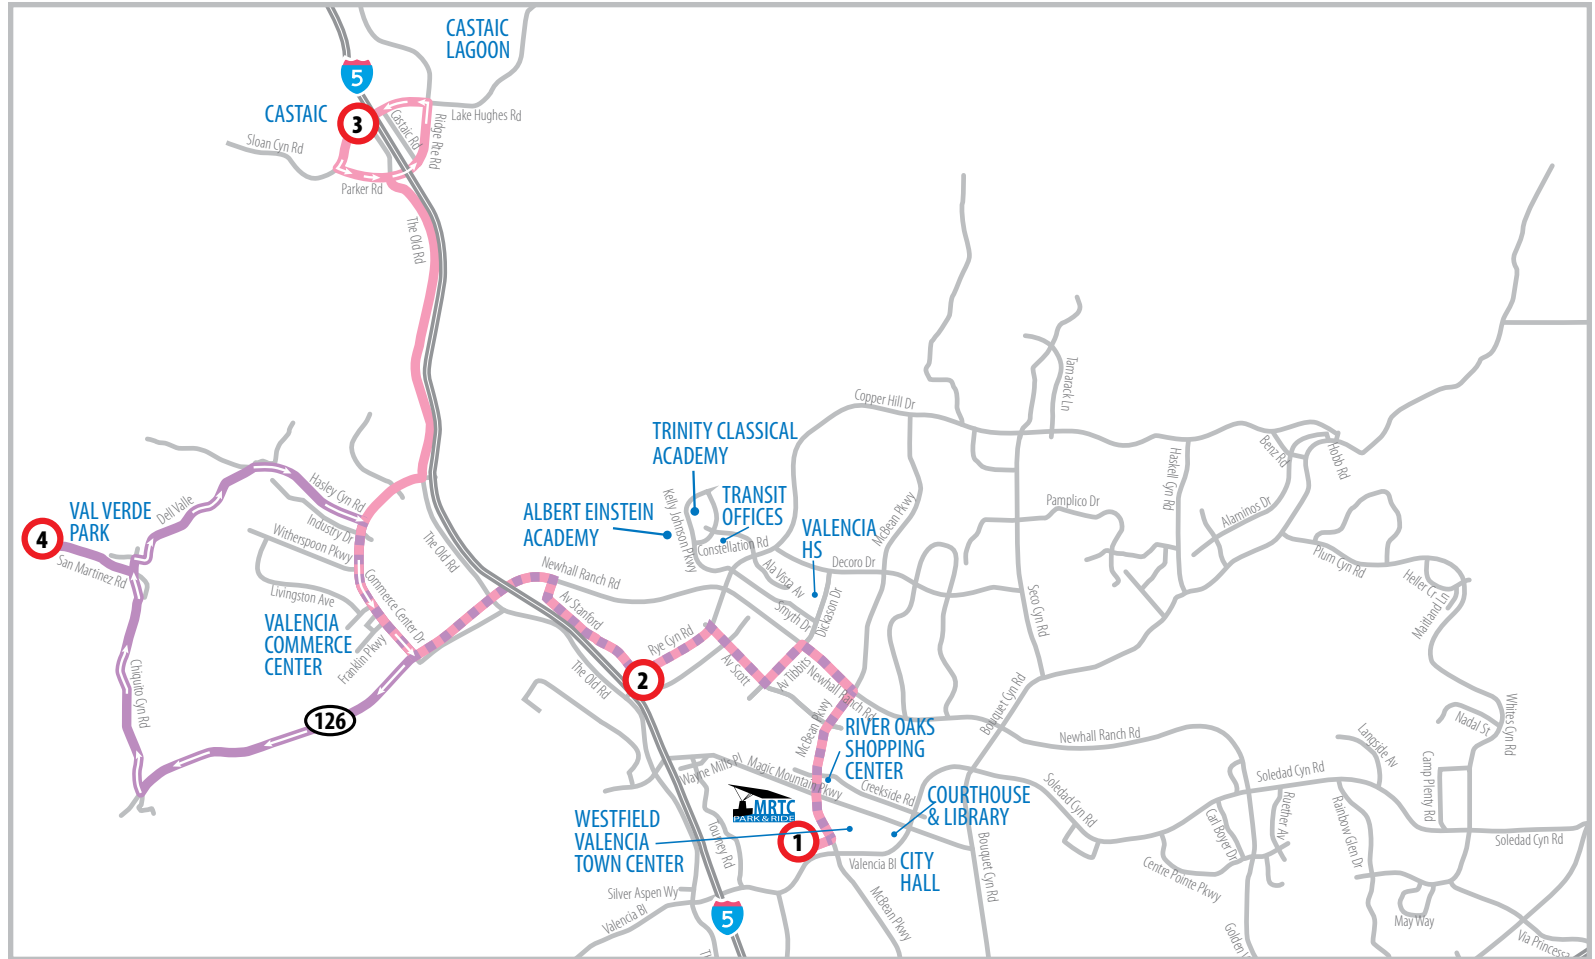 CASTAIC
LAGOON
5
CASTAIC
3
Castaic Rd
Ridge Rte Rd
Lake Hughes Rd
Sloan Cyn Rd
Parker Rd
The Old Rd
Tamarack Ln
Copper Hill Dr
TRINITY CLASSICAL
ACADEMY
Benz Rd
Hobb Rd
Haskell Cyn Rd
Hasley Cyn Rd
Dell Valle
VAL VERDE
PARK
4
San Martinez Rd
Industry Dr
Witherspoon Pkwy
Livingston Ave
Commerce Center Dr
Franklin Pkwy
VALENCIA
COMMERCE
CENTER
The Old Rd
ALBERT EINSTEIN
ACADEMY
Kelly Johnson Pkwy
TRANSIT
OFFICES
Constellation Rd
VALENCIA
HS
McBean Pkwy
Decoro Dr
Ala Vista Av
Smyth Dr
Dickason Dr
Pamplico Dr
Alaminos Dr
Plum Cyn Rd
Heller Cr
Maitland Ln
Newhall Ranch Rd
Av Stanford
Rye Cyn Rd
2
Av Scott
Av Tibbits
Newhall Ranch Rd
The Old Rd
Seco Cyn Rd
Bouquet Cyn Rd
Chiquito Cyn Rd
126
McBean Pkwy
RIVER OAKS
SHOPPING
CENTER
Newhall Ranch Rd
Whites Cyn Rd
Nadal St
Langside Av
Camp Plenty Rd
Wayne Mills Pl
Magic Mountain Pkwy
Creekside Rd
COURTHOUSE
& LIBRARY
Soledad Cyn Rd
Soledad Cyn Rd
MRTC
PARK & RIDE
WESTFIELD
VALENCIA
TOWN CENTER
1
Tourney Rd
Valencia Bl
CITY
HALL
Bouquet Cyn Rd
Carl Boyer Dr
Ruether Av
Rainbow Glen Dr
Soledad Cyn Rd
Centre Pointe Pkwy
Silver Aspen Wy
Valencia Bl
5
McBean Pkwy
May Way
Via Princessa